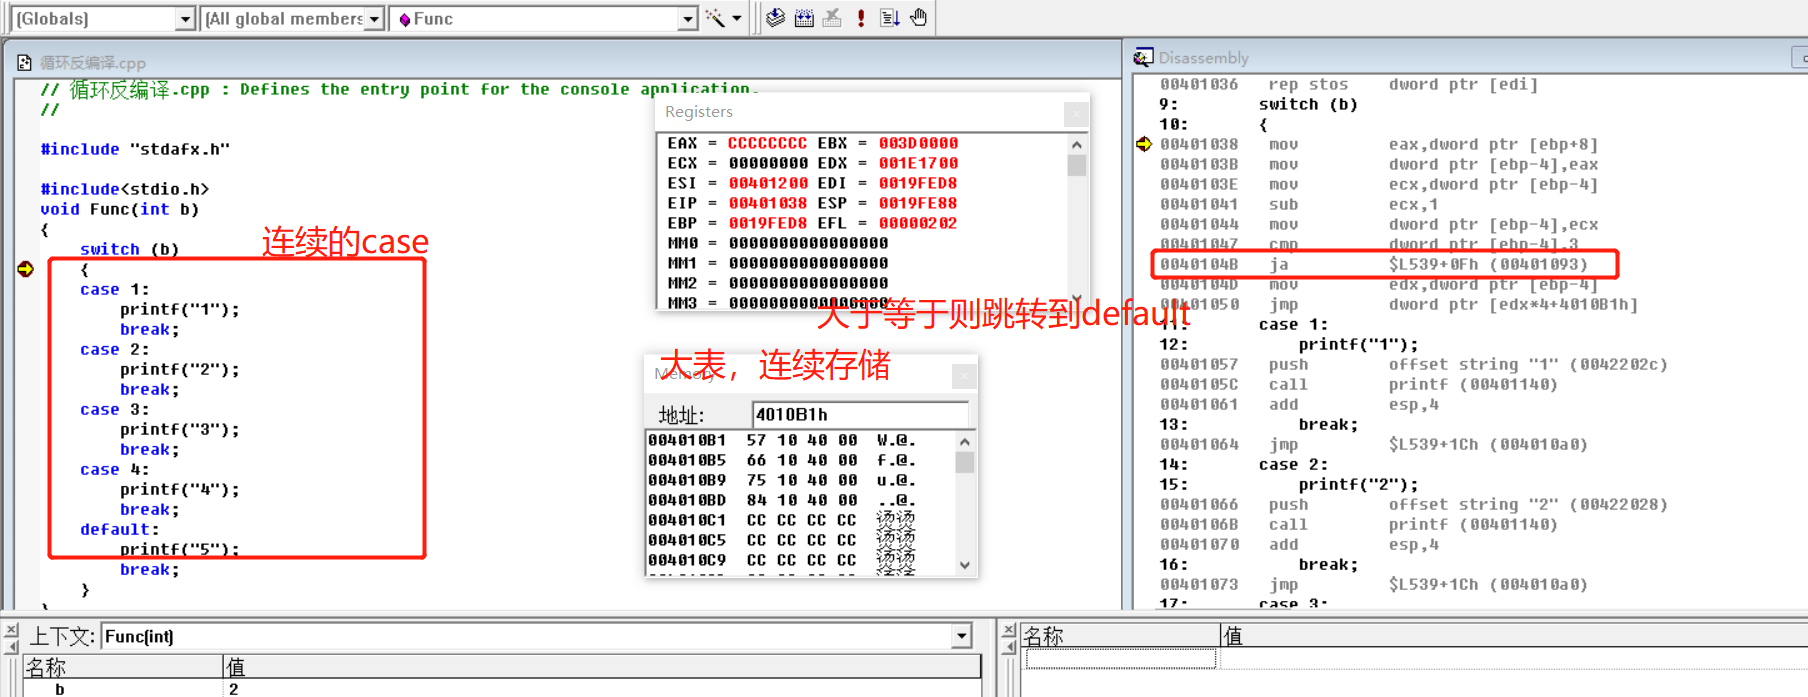 (Globals)
(All global members
Func
循环反编译.cpp
// 循环反编译.cpp : Defines the entry point for the console application.
//
#include "stdafx.h"
#include<stdio.h>
void Func(int b)
{
switch (b)
连续的case
{
case 1:
printf("1");
break;
case 2:
printf("2");
break;
case 3:
printf("3");
break;
case 4:
printf("4");
break;
default:
printf("5");
break;
}
Registers
EAX = CCCCCCCC EBX = 003D0000
ECX = 00000000 EDX = 001E1700
ESI = 00401200 EDI = 0019FED8
EIP = 00401038 ESP = 0019FE88
EBP = 0019FED8 EFL = 00000202
MM0 = 0000000000000000
MM1 = 0000000000000000
MM2 = 0000000000000000
MM3 = 0000000000000000
大于等于则跳转到default
大表，连续存储
Memory
地址: 4010B1h
004010B1 57 10 40 00 W.@.
004010B5 66 10 40 00 f.@.
004010B9 75 10 40 00 u.@.
004010BD 84 10 40 00 ..@.
004010C1 CC CC CC CC 烫烫
004010C5 CC CC CC CC 烫烫
004010C9 CC CC CC CC 烫烫
Disassembly
00401036 rep stos dword ptr [edi]
9: switch (b)
10: {
00401038 mov eax,dword ptr [ebp+8]
0040103B mov dword ptr [ebp-4],eax
0040103E mov ecx,dword ptr [ebp-4]
00401041 sub ecx,1
00401044 mov dword ptr [ebp-4],ecx
00401047 cmp dword ptr [ebp-4],3
0040104B ja $L539+0Fh (00401093)
0040104D mov edx,dword ptr [ebp-4]
00401050 jmp dword ptr [edx*4+4010B1h]
11: case 1:
12: printf("1");
00401057 push offset string "1" (0042202c)
0040105C call printf (00401140)
00401061 add esp,4
13: break;
00401064 jmp $L539+1Ch (004010a0)
14: case 2:
15: printf("2");
00401066 push offset string "2" (00422028)
0040106B call printf (00401140)
00401070 add esp,4
16: break;
00401073 jmp $L539+1Ch (004010a0)
17: case 3:
上下文: Func(int)
名称 值
b 2
名称 值